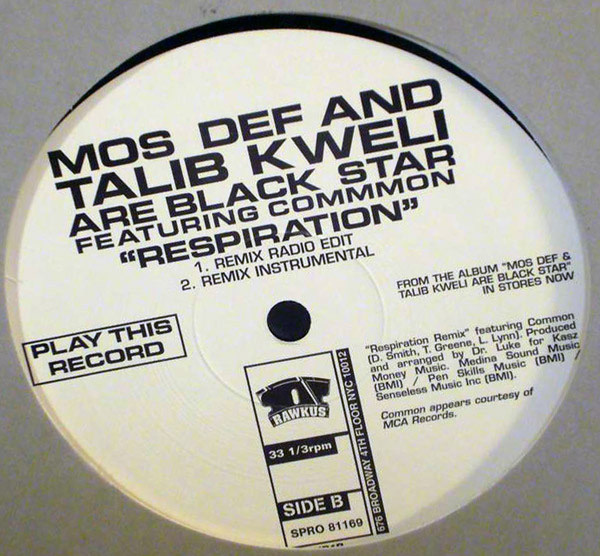 MOS DEF AND
TALIB KWELI
ARE BLACK STAR
FEATURING COMMMON
"RESPIRATION"
1. REMIX RADIO EDIT
2. REMIX INSTRUMENTAL
FROM THE ALBUM "MOS DEF &
TALIB KWELI ARE BLACK STAR"
IN STORES NOW
PLAY THIS
RECORD
"Respiration Remix" featuring Common
(D. Smith, T. Greene, L. Lynn). Produced
and arranged by Dr. Luke for Kasz
Money Music. Medina Sound Music
(BMI) / Pen Skills Music (BMI) /
Senseless Music Inc (BMI).
Common appears courtesy of
MCA Records.
RAWKUS
33 1/3rpm
SIDE B
SPRO 81169
676 BROADWAY 4TH FLOOR NYC 10012